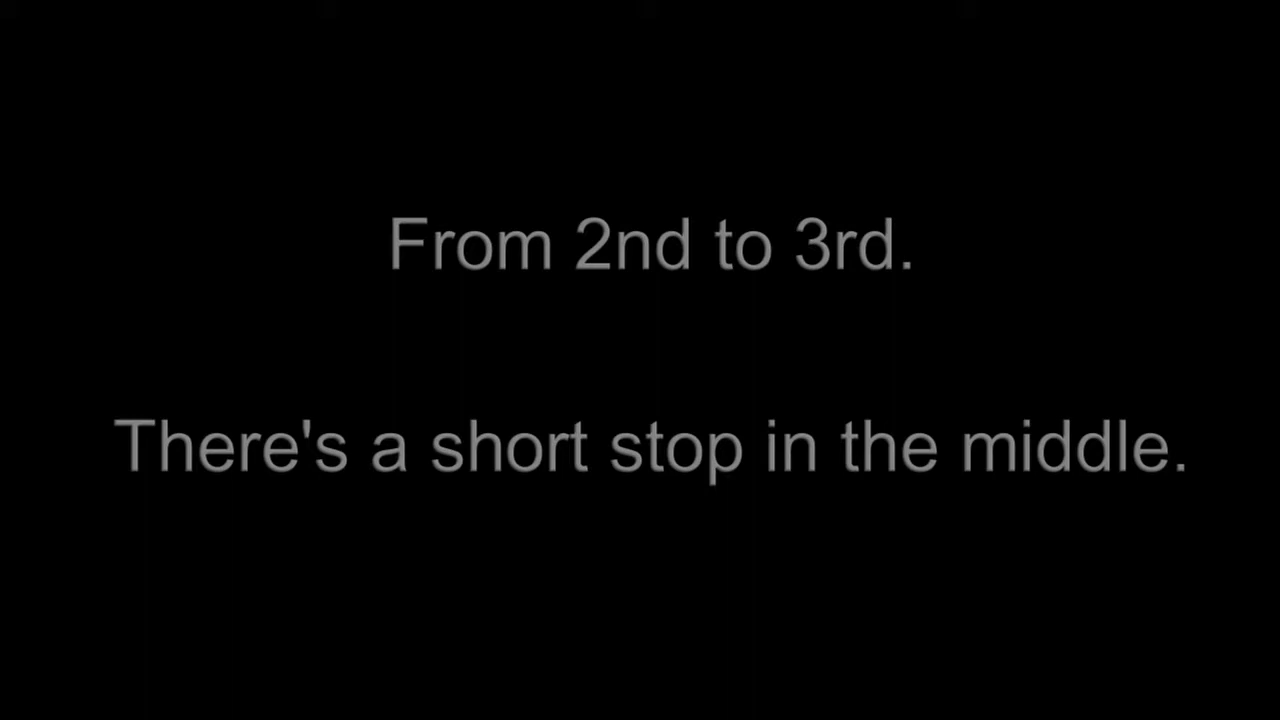 From 2nd to 3rd.
There's a short stop in the middle.